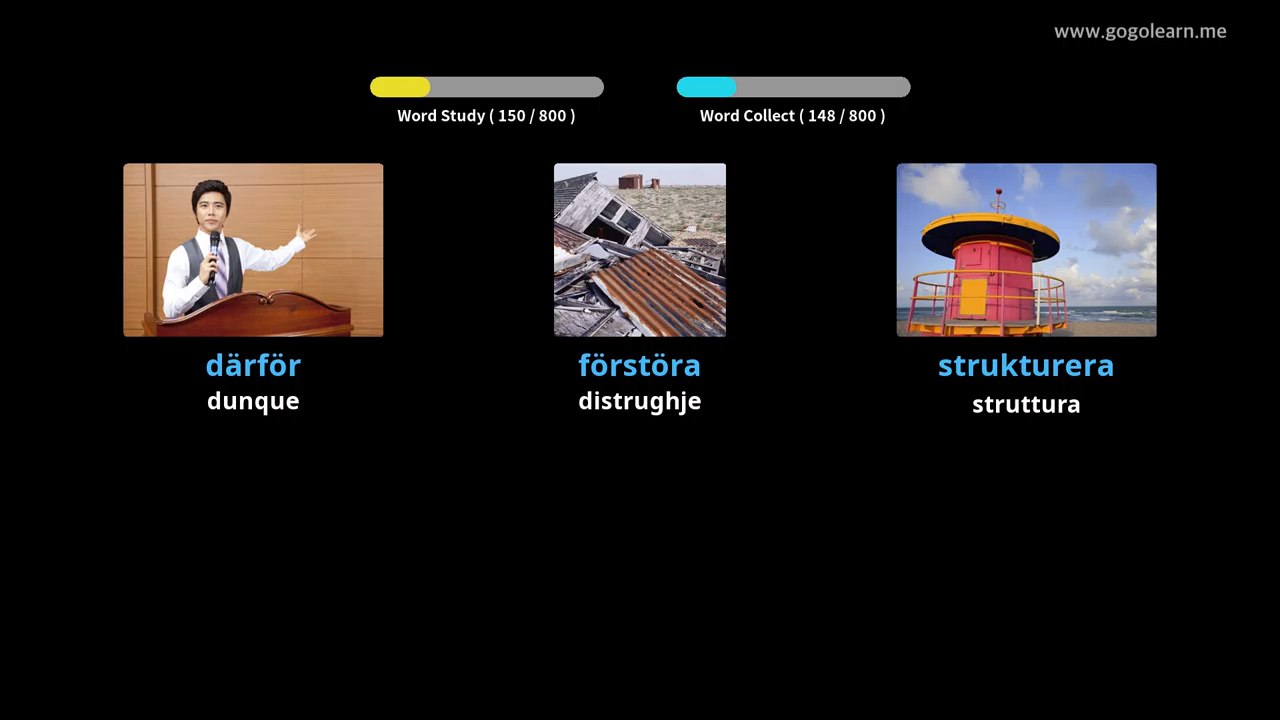 www.gogolearn.me
Word Study ( 150 / 800 )
Word Collect ( 148 / 800 )
därför
dunque
förstöra
distrughje
strukturera
struttura